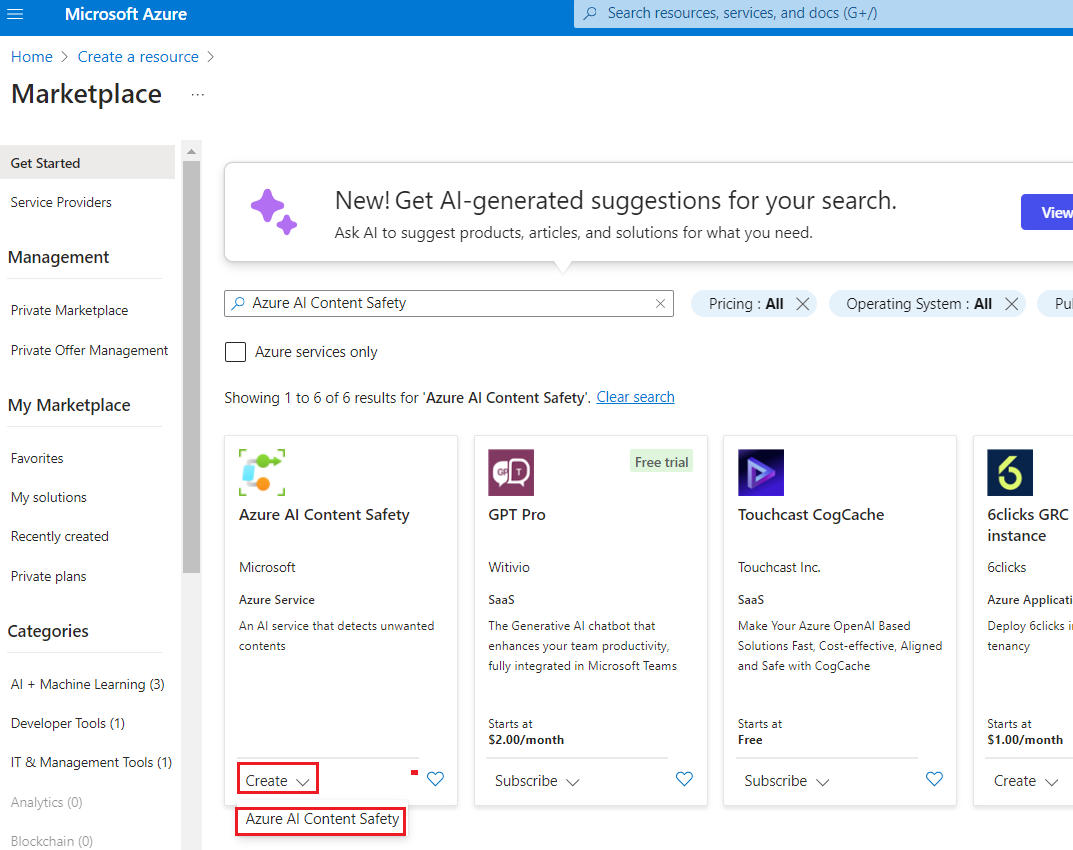 Microsoft Azure
Search resources, services, and docs (G+/)
Home > Create a resource >
Marketplace ...
Get Started
Service Providers
Management
Private Marketplace
Private Offer Management
My Marketplace
Favorites
My solutions
Recently created
Private plans
Categories
AI + Machine Learning (3)
Developer Tools (1)
IT & Management Tools (1)
Analytics (0)
Blockchain (0)
New! Get AI-generated suggestions for your search.
Ask AI to suggest products, articles, and solutions for what you need.
View
Azure AI Content Safety
Pricing : All
Operating System : All
Pu
Azure services only
Showing 1 to 6 of 6 results for 'Azure AI Content Safety'. Clear search
Azure AI Content Safety
Microsoft
Azure Service
An AI service that detects unwanted
contents
Create
Azure AI Content Safety
GPT
Free trial
GPT Pro
Witivio
SaaS
The Generative AI chatbot that
enhances your team productivity,
fully integrated in Microsoft Teams
Starts at
$2.00/month
Subscribe
Touchcast CogCache
Touchcast Inc.
SaaS
Make Your Azure OpenAI Based
Solutions Fast, Cost-effective, Aligned
and Safe with CogCache
Starts at
Free
Subscribe
6
6clicks GRC
instance
6clicks
Azure Applicati
Deploy 6clicks i
tenancy
Starts at
$1.00/month
Create